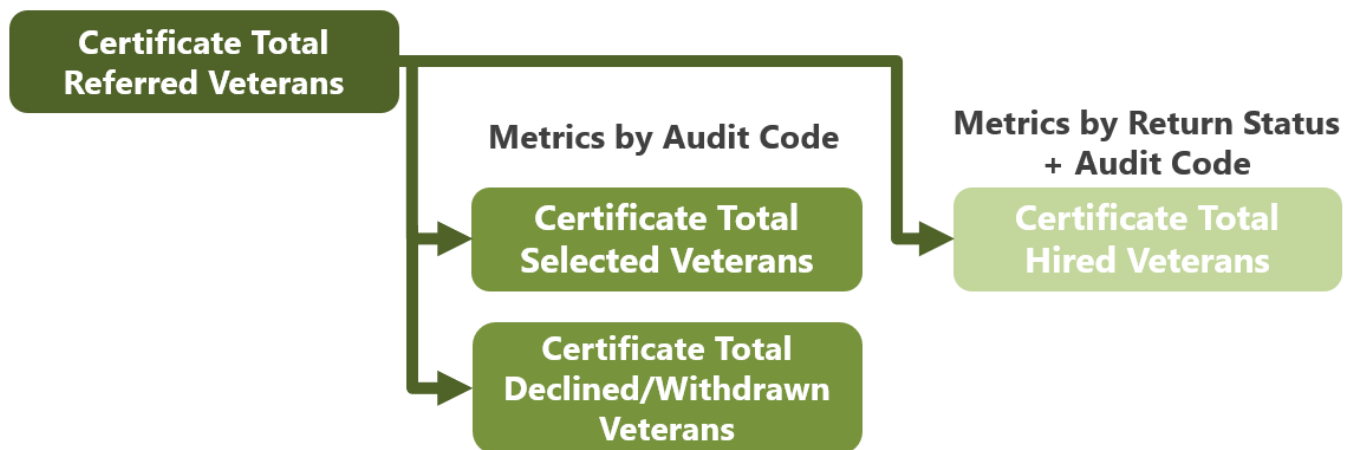 Certificate Total
Referred Veterans
Metrics by Audit Code
Certificate Total
Selected Veterans
Certificate Total
Declined/Withdrawn
Veterans
Metrics by Return Status
+ Audit Code
Certificate Total
Hired Veterans